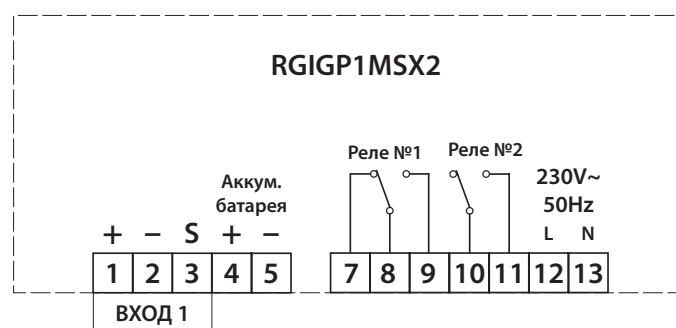 RGIGP1MSX2
Реле №1 Реле №2
Аккум.
батарея
230V~
50Hz
+ − S + − L N
1 2 3 4 5 7 8 9 10 11 12 13
ВХОД 1